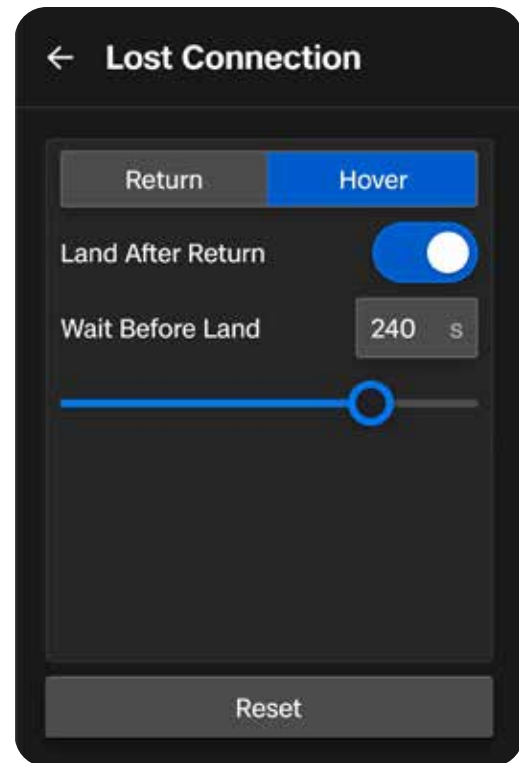 Lost Connection
Return Hover
Land After Return
Wait Before Land 240 s
Reset